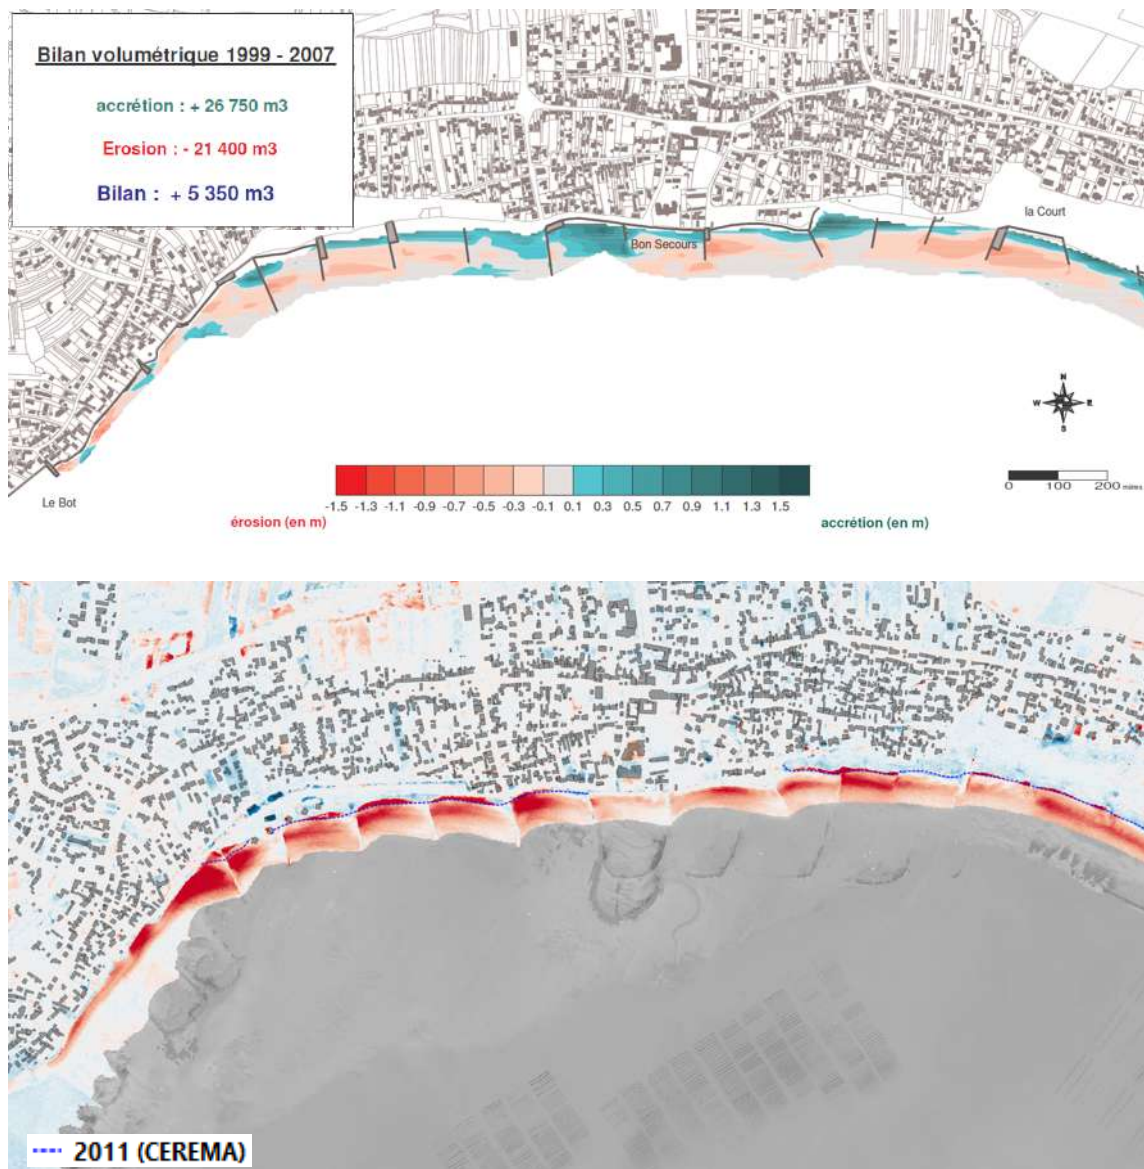 Bilan volumétrique 1999 - 2007
accrétion : + 26 750 m3
Erosion : - 21 400 m3
Bilan : + 5 350 m3
la Court
Bon Secours
N
W E
S
Le Bot
-1.5 -1.3 -1.1 -0.9 -0.7 -0.5 -0.3 -0.1 0.1 0.3 0.5 0.7 0.9 1.1 1.3 1.5
0 100 200 mètres
érosion (en m) accrétion (en m)
2011 (CEREMA)